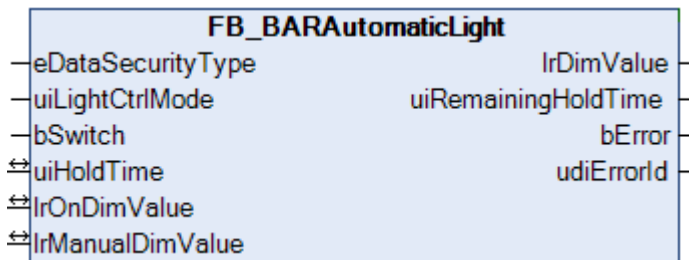 FB_BARAutomaticLight
eDataSecurityType lrDimValue
uiLightCtrlMode uiRemainingHoldTime
bSwitch bError
uiHoldTime udiErrorId
lrOnDimValue
lrManualDimValue